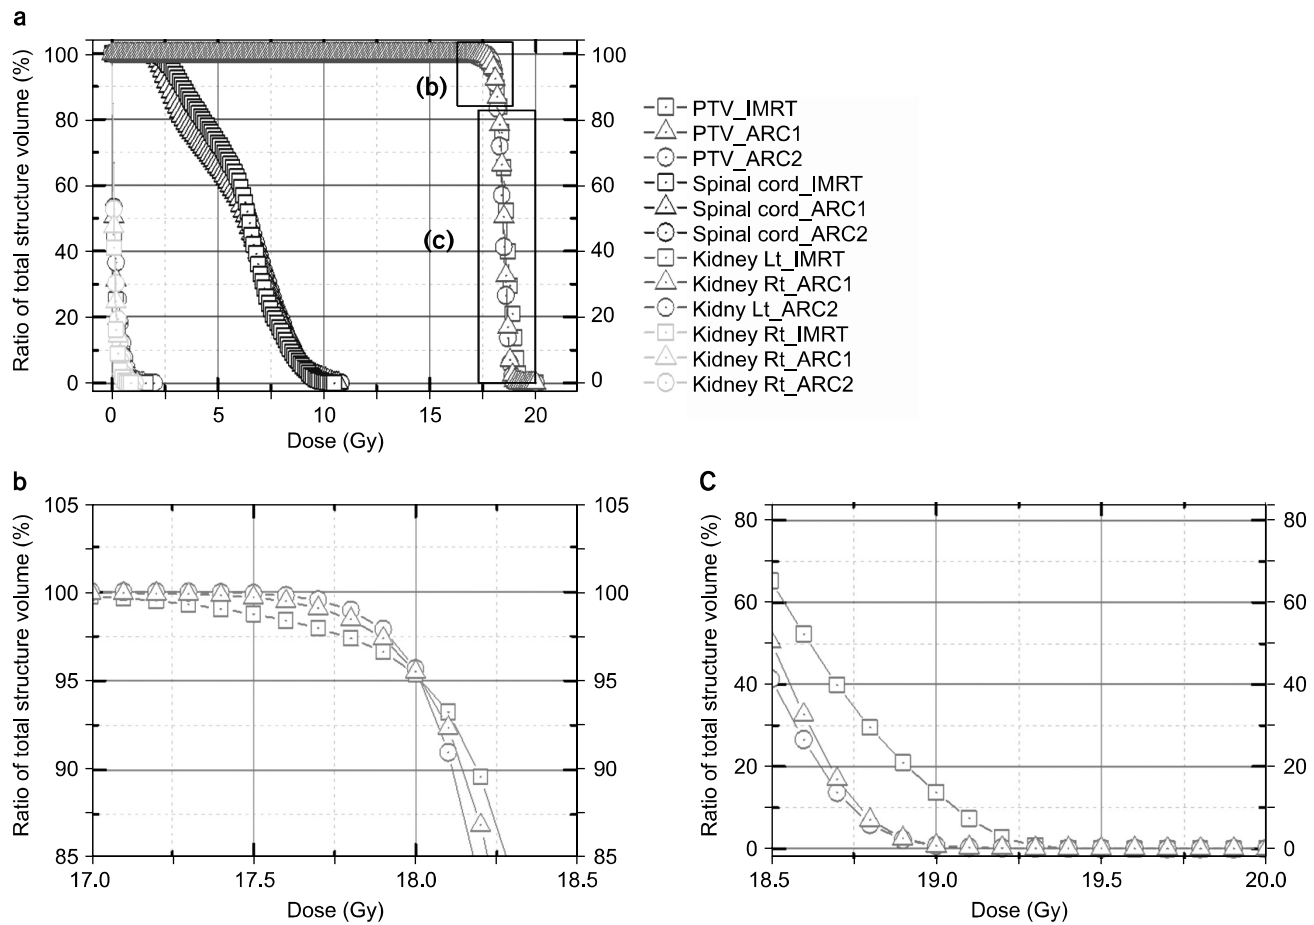 a
Ratio of total structure volume (%)
100
80
60
40
20
0
100
80
60
40
20
0
(b)
(c)
0 5 10 15 20
Dose (Gy)
PTV_IMRT
PTV_ARC1
PTV_ARC2
Spinal cord_IMRT
Spinal cord_ARC1
Spinal cord_ARC2
Kidney Lt_IMRT
Kidney Rt_ARC1
Kidny Lt_ARC2
Kidney Rt_IMRT
Kidney Rt_ARC1
Kidney Rt_ARC2
b
Ratio of total structure volume (%)
105
100
95
90
85
105
100
95
90
85
17.0 17.5 18.0 18.5
Dose (Gy)
C
Ratio of total structure volume (%)
80
60
40
20
0
80
60
40
20
0
18.5 19.0 19.5 20.0
Dose (Gy)